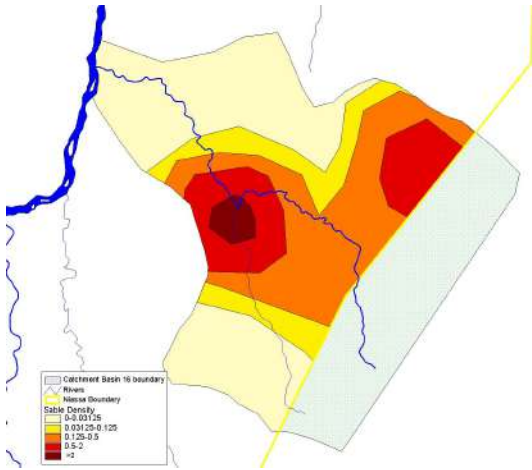 Catchment Basin 16 boundary
Rivers
Niassa Boundary
Sable Density
0-0.03125
0.03125-0.125
0.125-0.5
0.5-2
>2